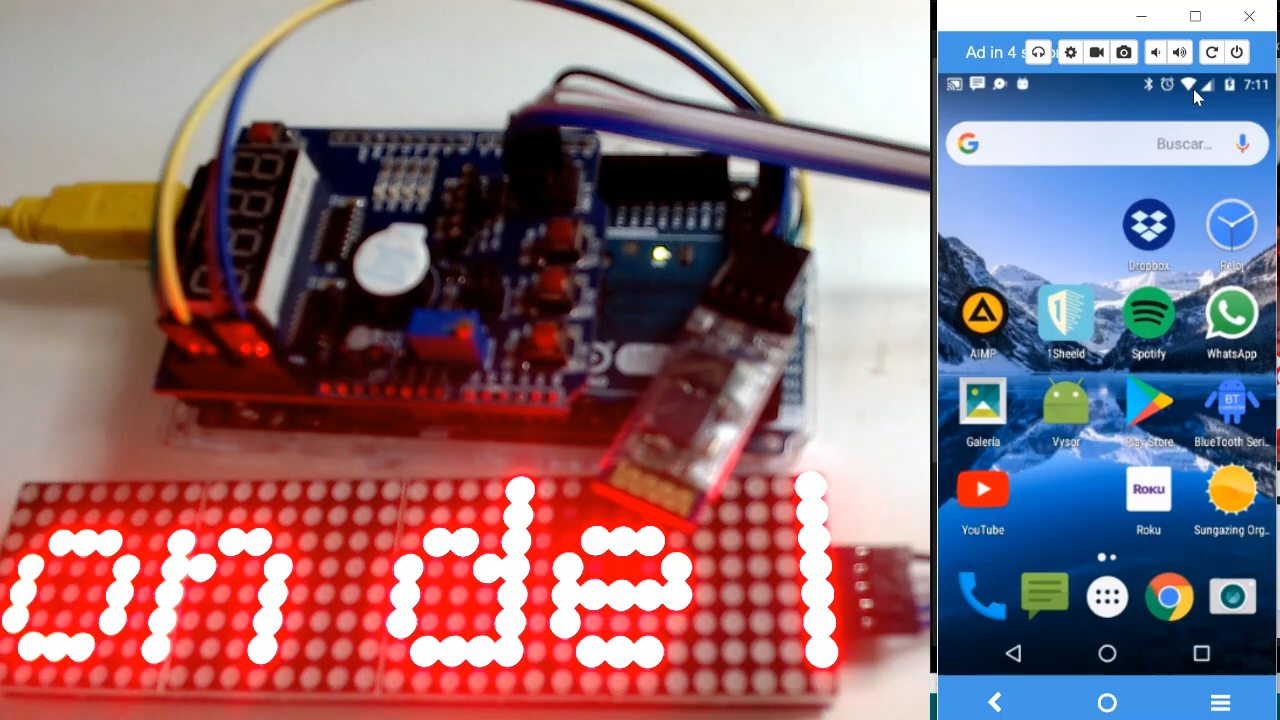 Ad in 4 s
7:11
Buscar...
Dropbox
Reloj
AIMP
1Sheeld
Spotify
WhatsApp
Galería
Vysor
Play Store
BlueTooth Seri..
BT
YouTube
Roku
Roku
Sungazing Org..
on del